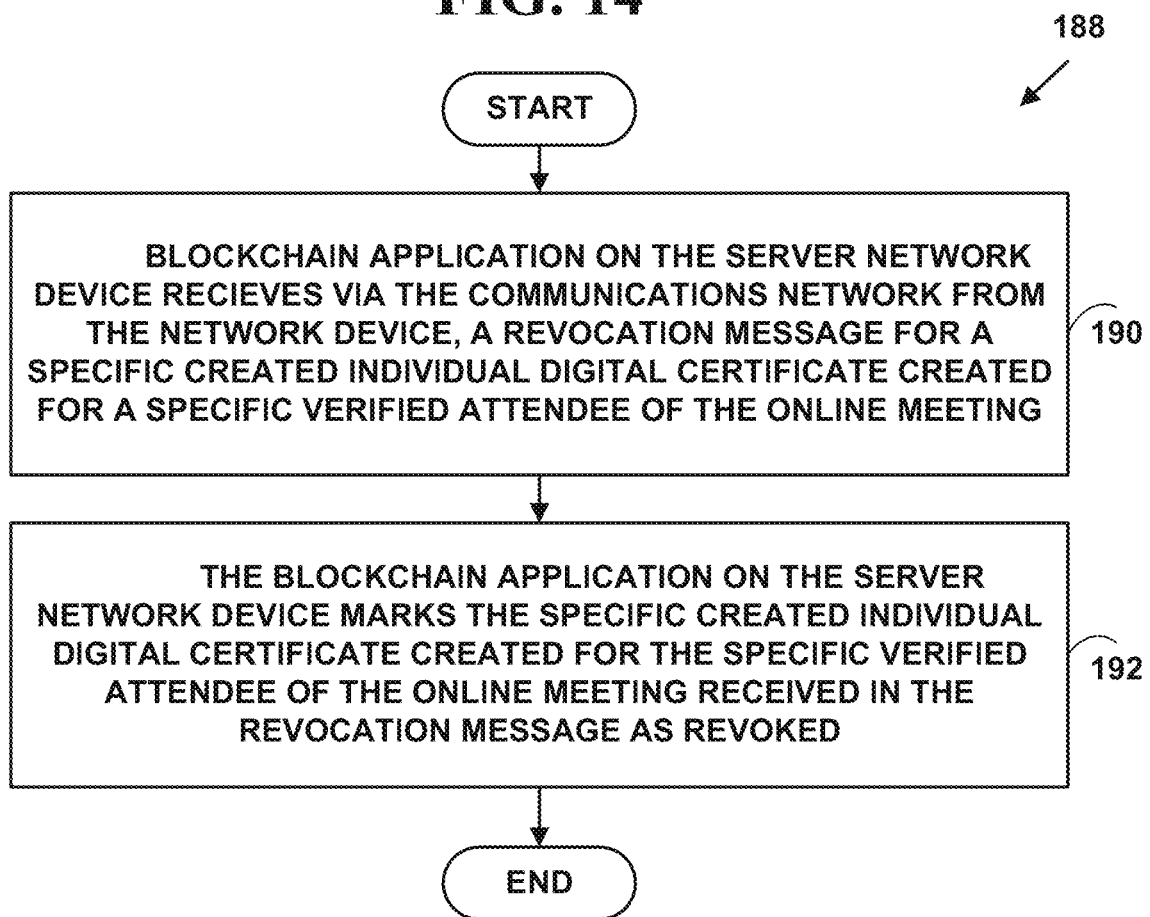 FIG. 14
188
START
BLOCKCHAIN APPLICATION ON THE SERVER NETWORK
DEVICE RECIEVES VIA THE COMMUNICATIONS NETWORK FROM
THE NETWORK DEVICE, A REVOCATION MESSAGE FOR A
SPECIFIC CREATED INDIVIDUAL DIGITAL CERTIFICATE CREATED
FOR A SPECIFIC VERIFIED ATTENDEE OF THE ONLINE MEETING
190
THE BLOCKCHAIN APPLICATION ON THE SERVER
NETWORK DEVICE MARKS THE SPECIFIC CREATED INDIVIDUAL
DIGITAL CERTIFICATE CREATED FOR THE SPECIFIC VERIFIED
ATTENDEE OF THE ONLINE MEETING RECEIVED IN THE
REVOCATION MESSAGE AS REVOKED
192
END